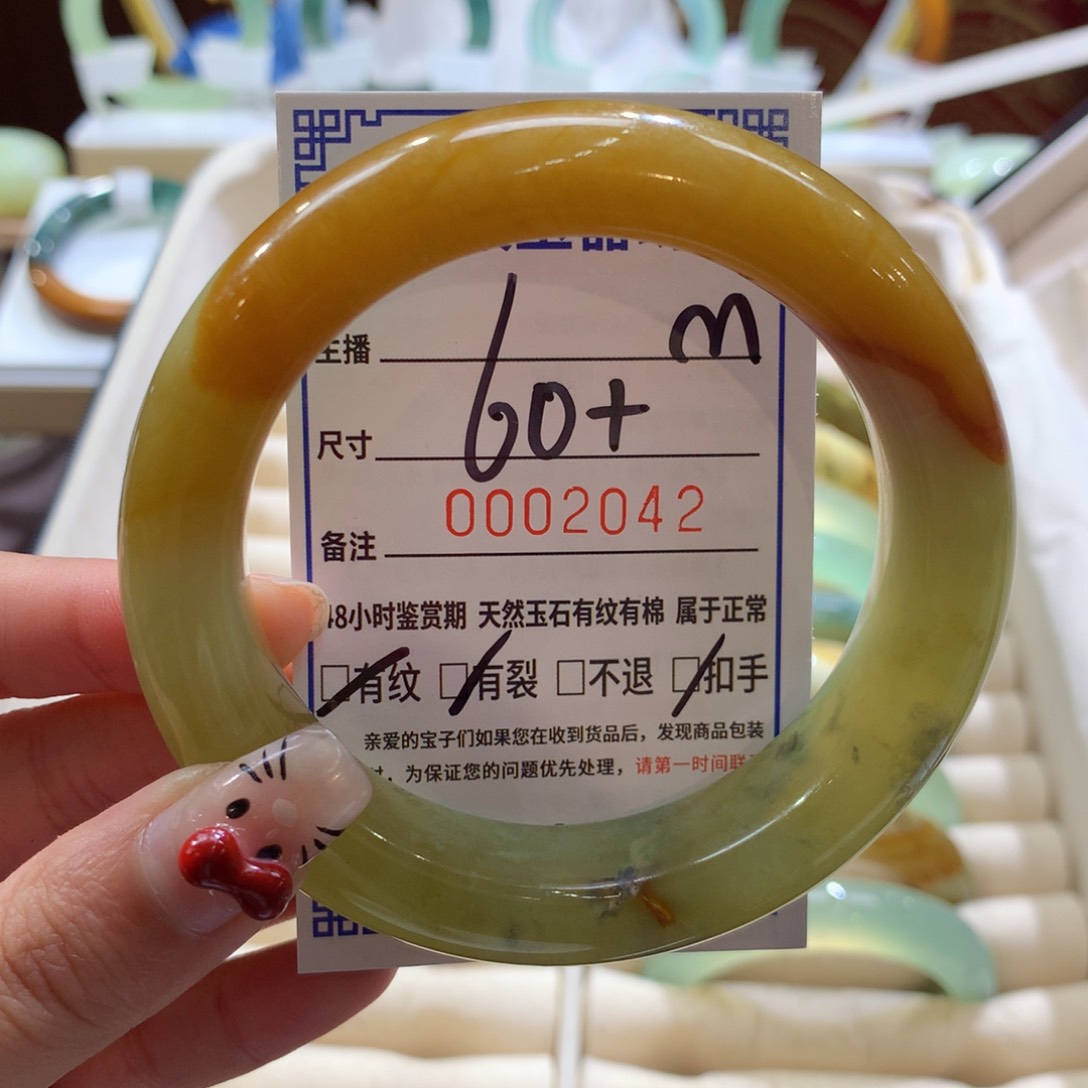 主播 m
尺寸 60+
0002042
备注
48小时鉴赏期 天然玉石有纹有棉 属于正常
□有纹 □有裂 □不退 □扣手
亲爱的宝子们如果您在收到货品后，发现商品包装
，为保证您的问题优先处理，请第一时间联